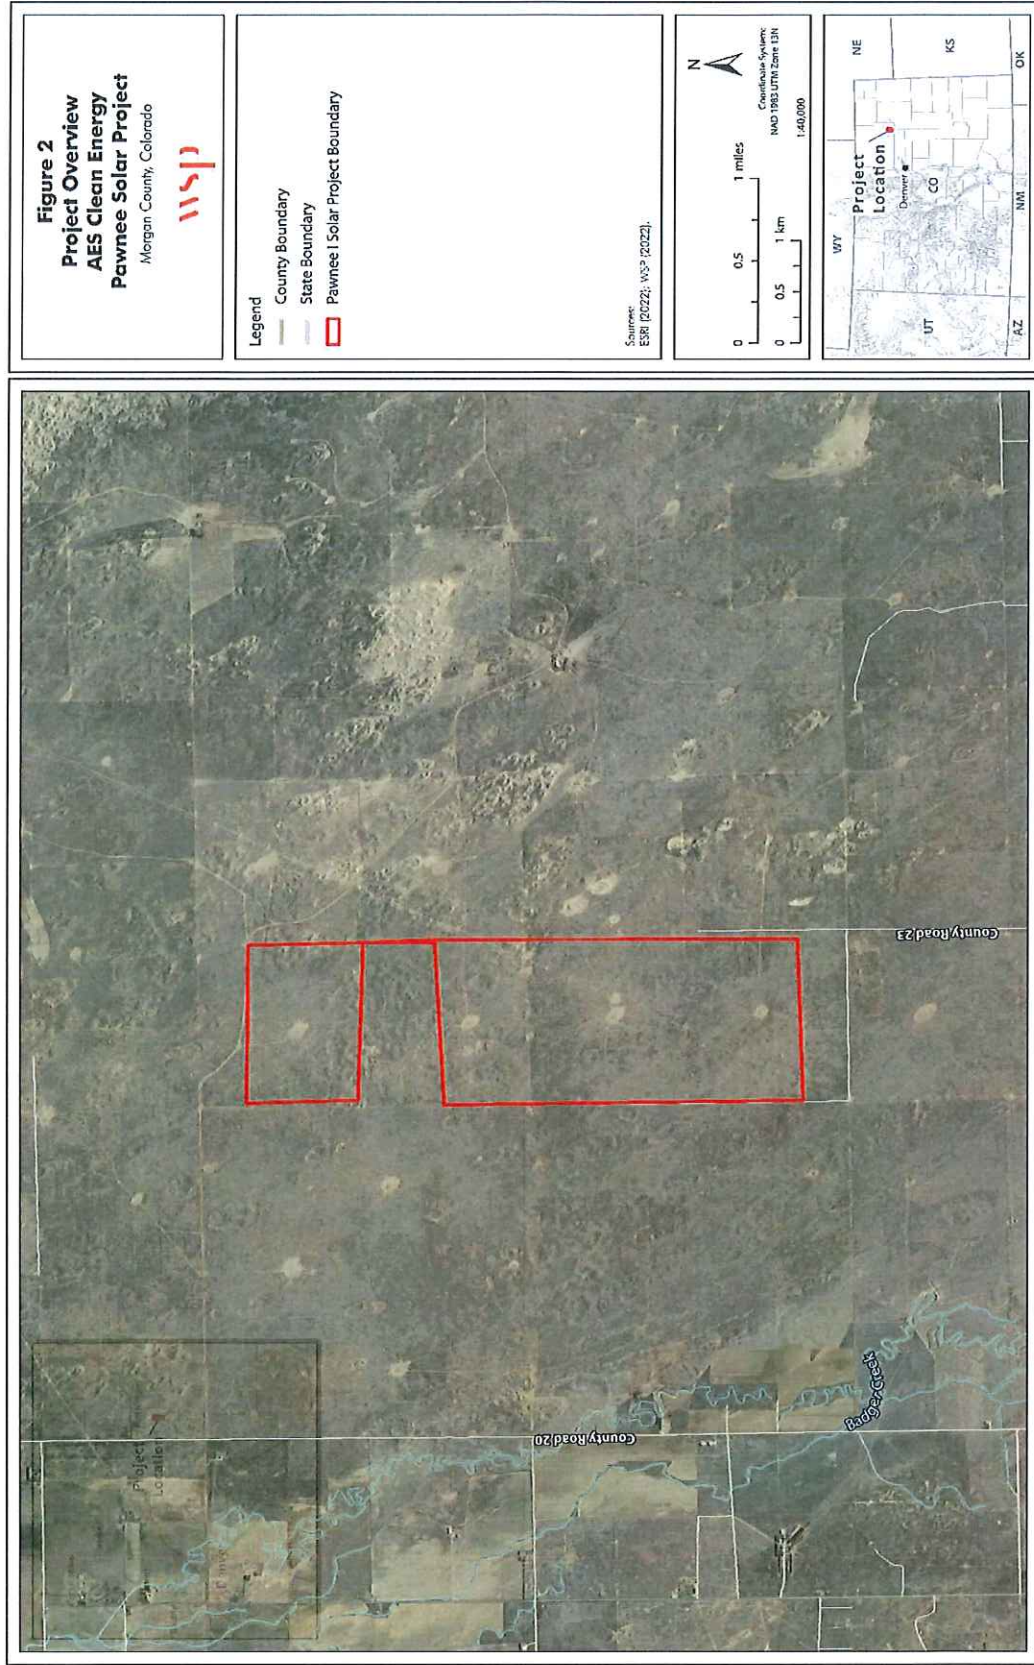 Figure 2
Project Overview
AES Clean Energy
Pawnee Solar Project
Morgan County, Colorado
wsp
Legend
County Boundary
State Boundary
Pawnee I Solar Project Boundary
Sources:
ESRI (2022); WSP (2022).
N
0 0.5 1 miles
0 0.5 1 km
Coordinate System:
NAD 1983 UTM Zone 13N
1:40,000
WY
NE
Project
Location
Denver
CO
UT
KS
AZ
NM
OK
Project
Location
County Road 20
Badger Creek
County Road 23